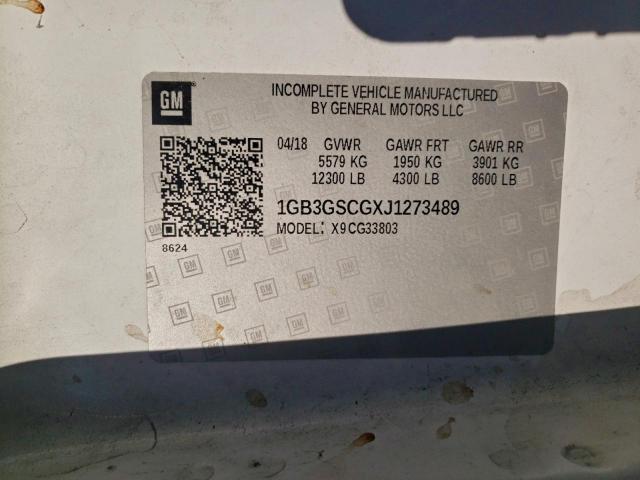 GM
INCOMPLETE VEHICLE MANUFACTURED
BY GENERAL MOTORS LLC
04/18 GVWR GAWR FRT GAWR RR
5579 KG 1950 KG 3901 KG
12300 LB 4300 LB 8600 LB
1GB3GSCGXJ1273489
MODEL: X9CG33803
8624